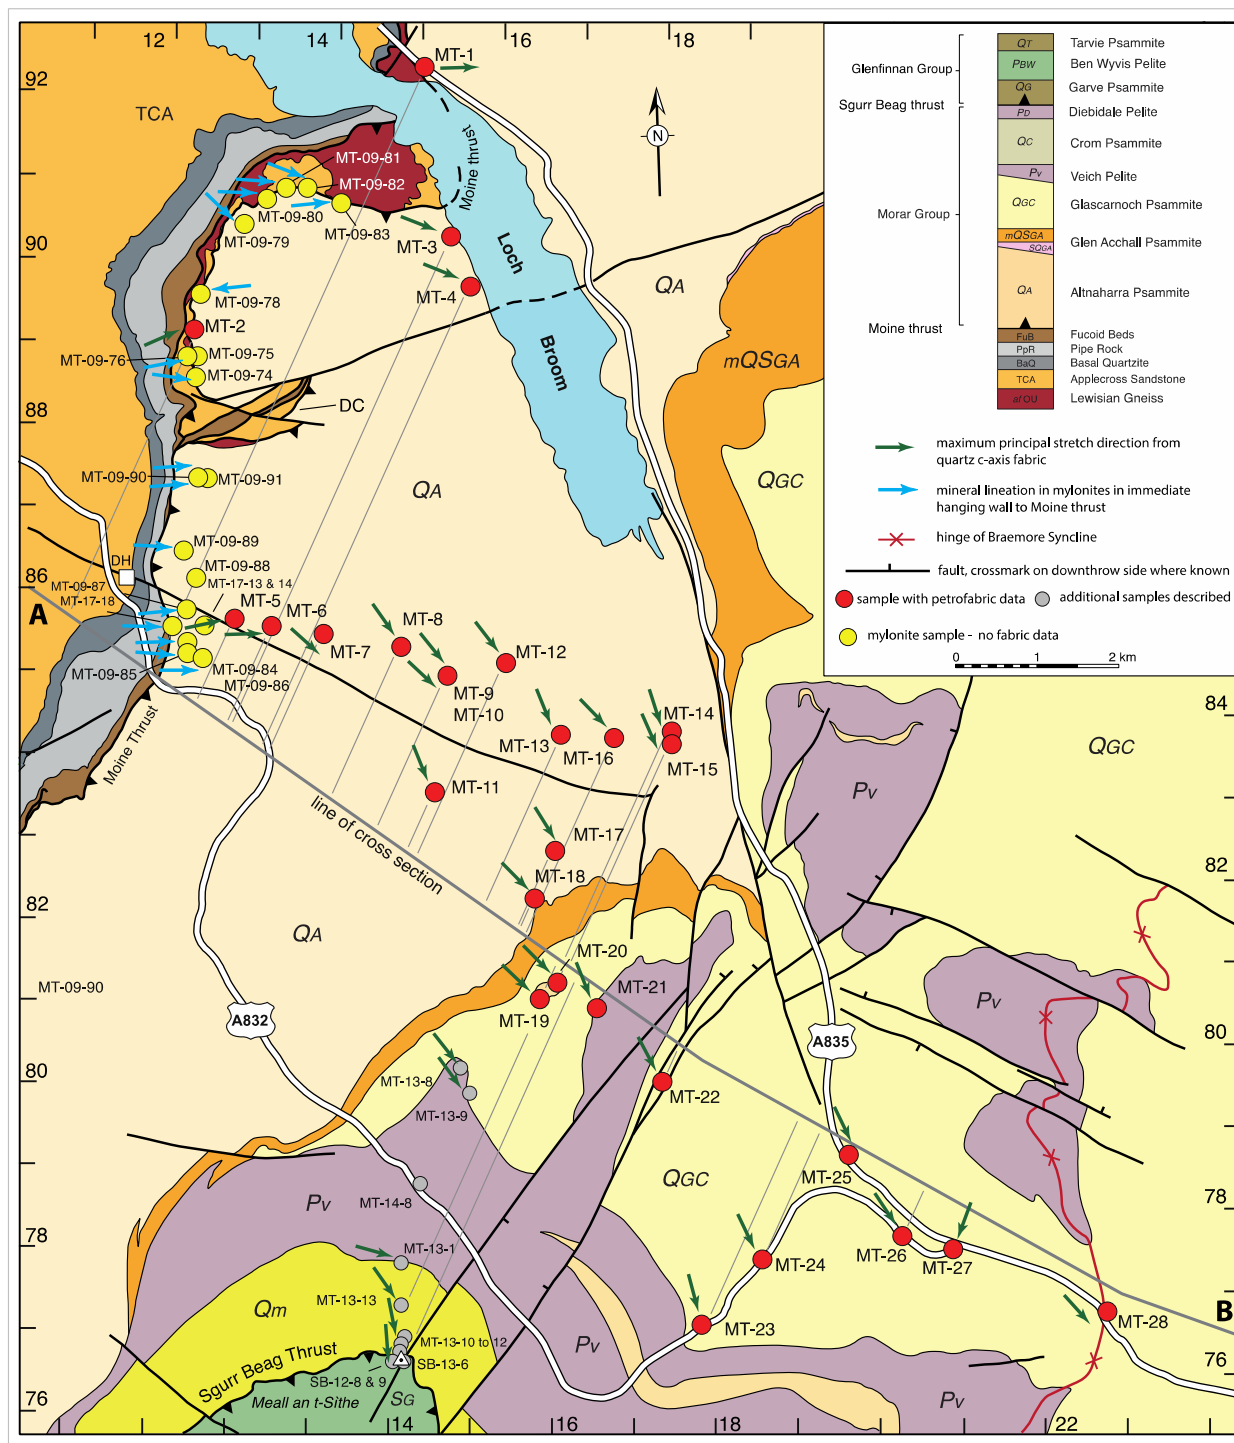 12
14
16
18
92
90
88
86
84
82
82
80
80
78
78
76
76
14
16
18
22
TCA
MT-1
Moine thrust
N
MT-09-81
MT-09-82
MT-09-80
MT-09-79
MT-09-83
MT-3
MT-4
Loch
Broom
QA
MT-09-78
MT-2
MT-09-76
MT-09-75
MT-09-74
DC
mQSGA
QGC
MT-09-90
MT-09-91
QA
MT-09-89
DH
MT-09-88
MT-09-87
MT-17-13 & 14
MT-17-18
MT-5
MT-6
MT-7
MT-8
MT-12
A
MT-09-84
MT-09-85
MT-09-86
MT-9
MT-10
MT-13
MT-16
MT-14
MT-15
Moine Thrust
MT-11
line of cross section
PV
QGC
MT-17
MT-18
QA
MT-09-90
A832
MT-20
MT-19
MT-21
PV
A835
MT-13-8
MT-13-9
MT-22
MT-25
QGC
MT-14-8
PV
MT-13-1
MT-26
MT-27
MT-24
Qm
MT-13-13
MT-23
MT-28
B
MT-13-10 to 12
SB-13-6
Sgurr Beag Thrust
SB-12-8 & 9
Meall an t-Sìthe
SG
PV
PV
Glenfinnan Group
Sgurr Beag thrust
Morar Group
Moine thrust
QT Tarvie Psammite
PBW Ben Wyvis Pelite
QG Garve Psammite
PD Diebidale Pelite
QC Crom Psammite
PV Veich Pelite
QGC Glascarnoch Psammite
mQSGA Glen Acchall Psammite
SQGA
QA Altnaharra Psammite
FuB Fucoid Beds
PpR Pipe Rock
BaQ Basal Quartzite
TCA Applecross Sandstone
al OU Lewisian Gneiss
maximum principal stretch direction from
quartz c-axis fabric
mineral lineation in mylonites in immediate
hanging wall to Moine thrust
hinge of Braemore Syncline
fault, crossmark on downthrow side where known
sample with petrofabric data
additional samples described
mylonite sample - no fabric data
0 1 2 km